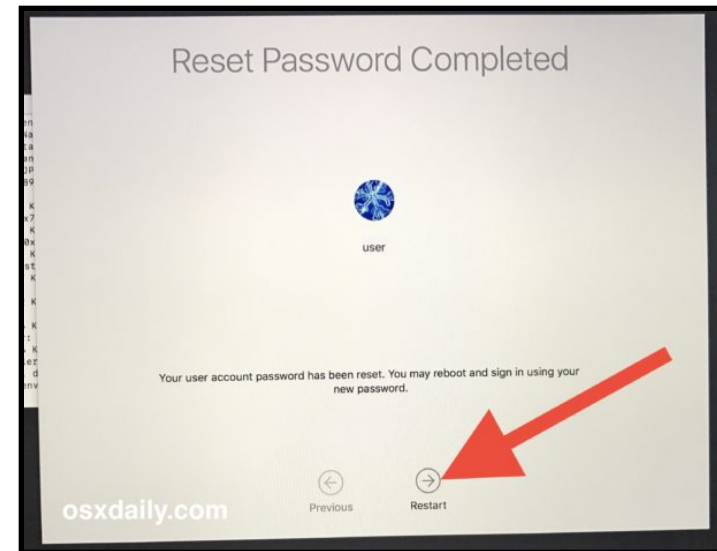 Reset Password Completed
user
Your user account password has been reset. You may reboot and sign in using your
new password.
Previous
Restart
osxdaily.com